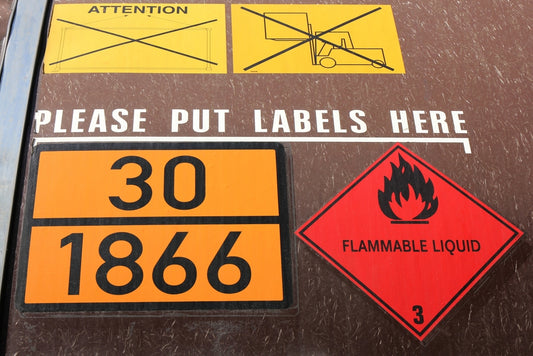 ATTENTION
PLEASE PUT LABELS HERE
30
1866
FLAMMABLE LIQUID
3